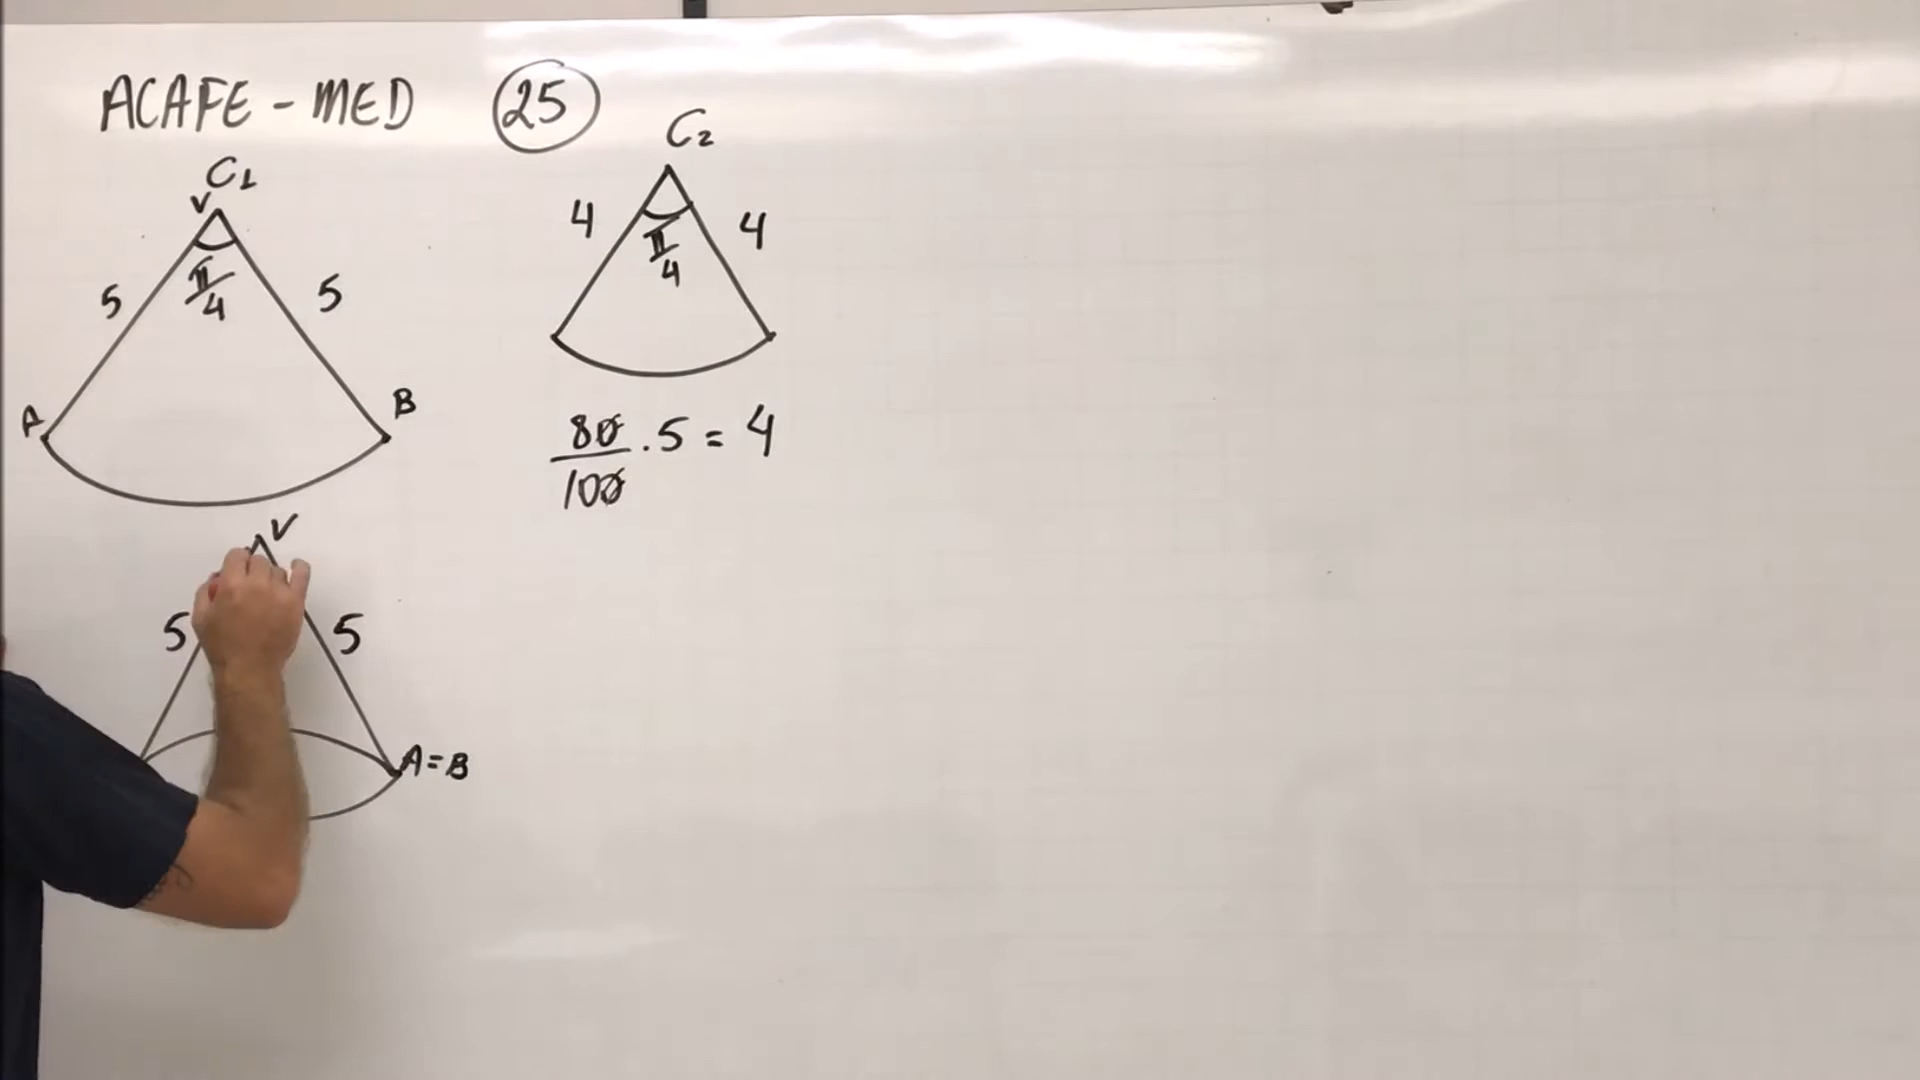 ACAFE - MED 25
C1
V
5 π/4 5
A B
C2
4 π/4 4
80/100 . 5 = 4
V
5 5
A = B